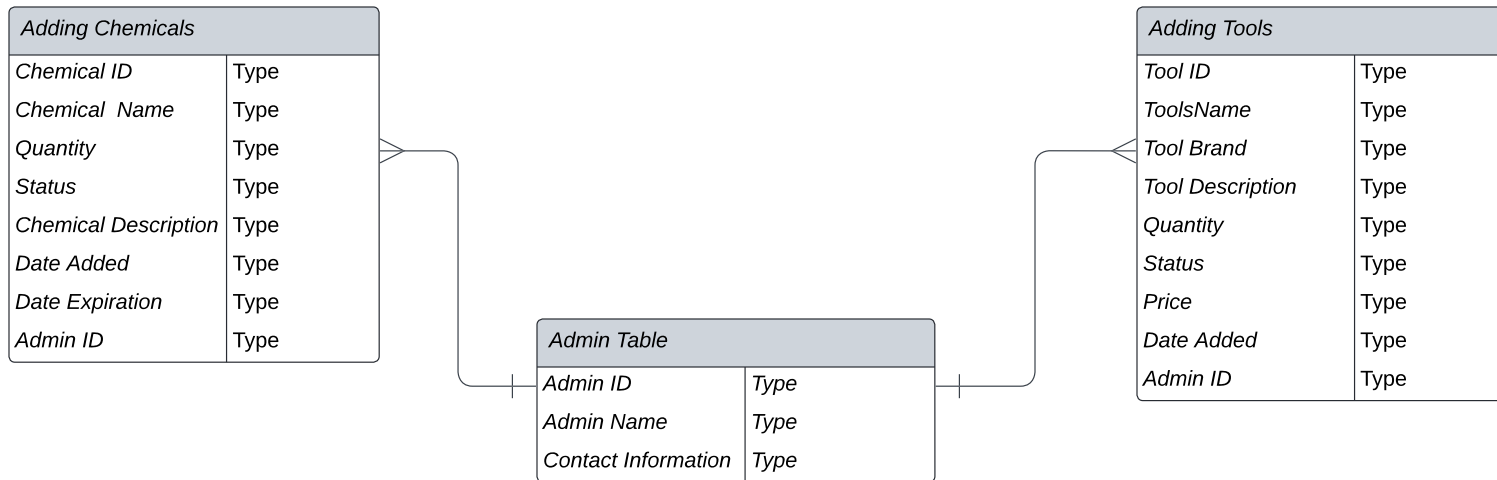 Adding Chemicals
Chemical ID Type
Chemical  Name Type
Quantity Type
Status Type
Chemical Description Type
Date Added Type
Date Expiration Type
Admin ID Type
Admin Table
Admin ID Type
Admin Name Type
Contact Information Type
Adding Tools
Tool ID Type
ToolsName Type
Tool Brand Type
Tool Description Type
Quantity Type
Status Type
Price Type
Date Added Type
Admin ID Type